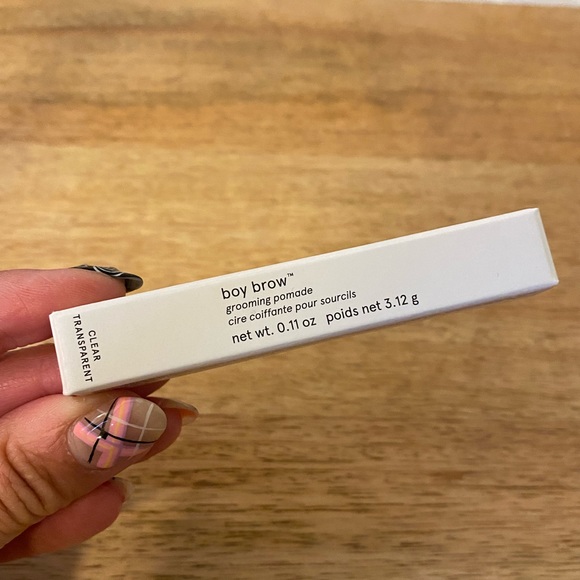 boy brow™
grooming pomade
cire coiffante pour sourcils
net wt. 0.11 oz poids net 3.12 g
CLEAR
TRANSPARENT